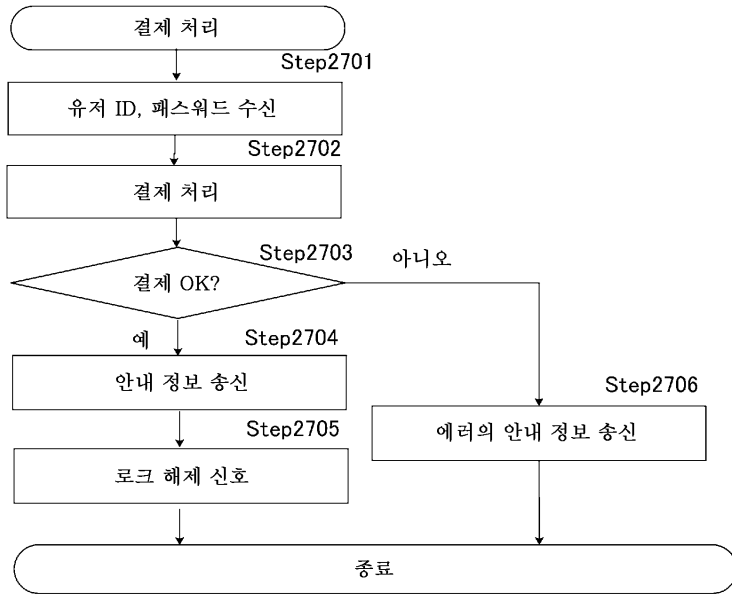 결제 처리
Step2701
유저 ID, 패스워드 수신
Step2702
결제 처리
Step2703
결제 OK?
아니오
예
Step2704
안내 정보 송신
Step2706
에러의 안내 정보 송신
Step2705
로크 해제 신호
종료